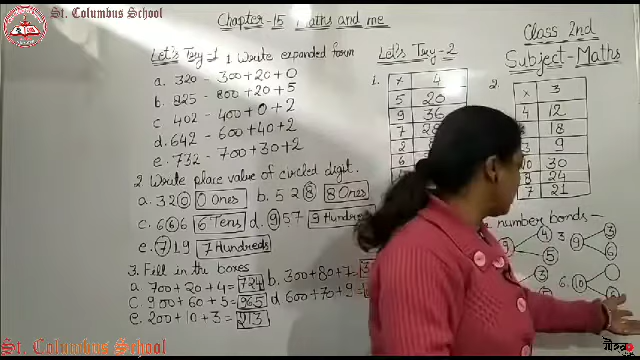 St. Columbus School
Chapter-15 Maths and me
Class 2nd
Subject-Maths
Let's Try-1 1 Write expanded form
a. 320 - 300+20+0
b. 825 - 800+20+5
c 402 - 400+0+2
d. 642 - 600+40+2
e. 732 - 700+30+2
2 Write place value of circled digit.
a. 320 0 Ones b. 528 8 Ones
c. 666 6 Tens d. 957 9 Hundreds
e. 719 7 Hundreds
3. Fill in the boxes
a 700+20+4= 724 b. 300+80+7=
c. 900+60+5= 965 d 600+70+9=
e. 200+10+3= 213
Let's Try-2
1. × 4
5 20
9 36
7 28
2
6
2. × 3
4 12
18
3 9
10 30
8 24
7 21
number bonds
9 4 5
3 9 3 6
3
6. 10
St. Columbus School